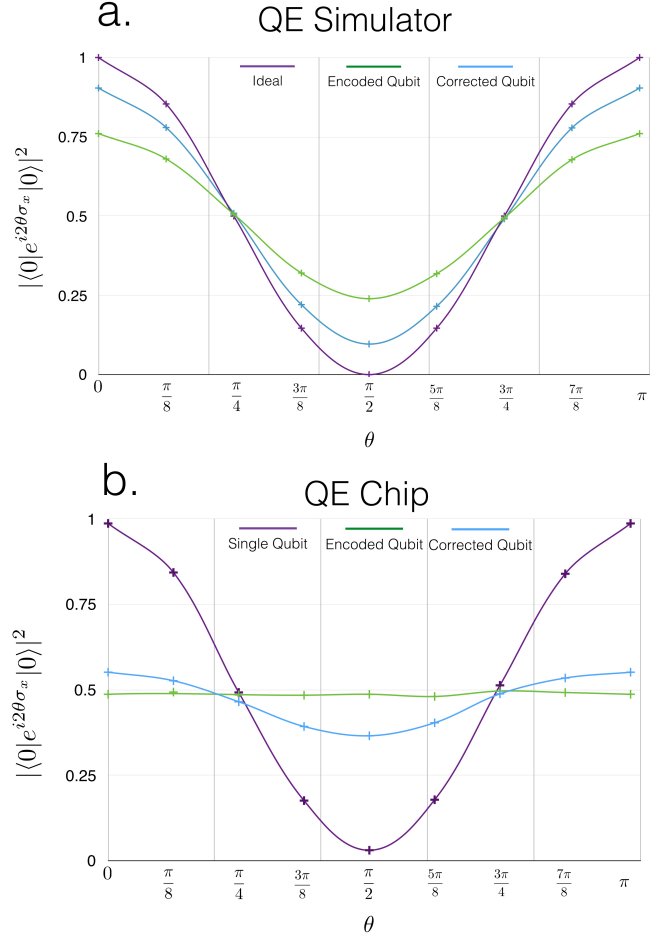 a.
QE Simulator
Ideal
Encoded Qubit
Corrected Qubit
|⟨0|e^{i2θσ_x}|0⟩|^2
1
0.75
0.5
0.25
0
0
π/8
π/4
3π/8
π/2
5π/8
3π/4
7π/8
π
θ
b.
QE Chip
Single Qubit
Encoded Qubit
Corrected Qubit
|⟨0|e^{i2θσ_x}|0⟩|^2
1
0.75
0.5
0.25
0
0
π/8
π/4
3π/8
π/2
5π/8
3π/4
7π/8
π
θ